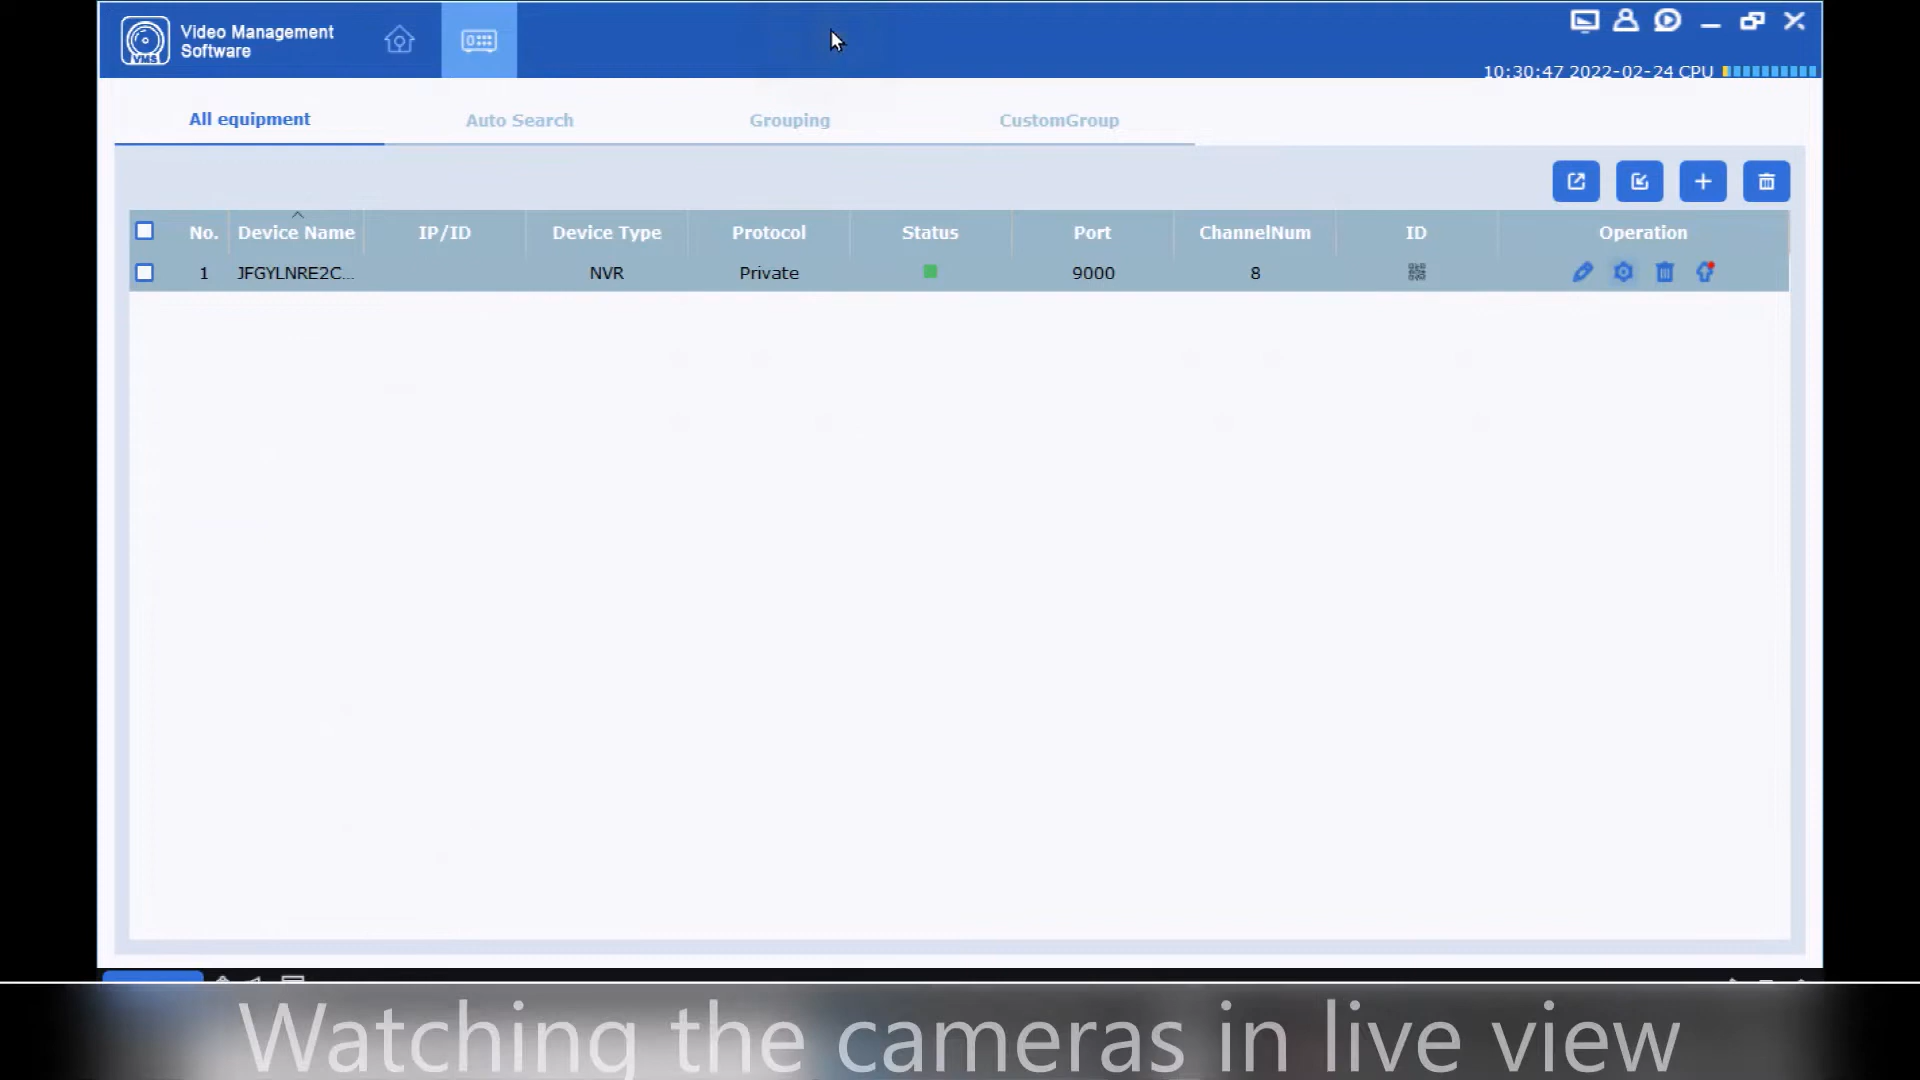 Video Management
Software
VMS
10:30:47 2022-02-24 CPU
All equipment
Auto Search
Grouping
CustomGroup
No. Device Name IP/ID Device Type Protocol Status Port ChannelNum ID Operation
1 JFGYLNRE2C... NVR Private 9000 8
Watching the cameras in live view